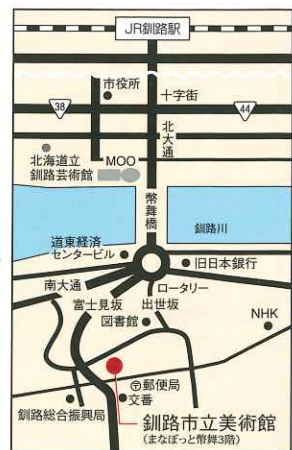 JR釧路駅
市役所
十字街
38
44
北大通
北海道立
釧路芸術館
MOO
幣舞橋
釧路川
道東経済
センタービル
旧日本銀行
南大通
ロータリー
富士見坂
出世坂
図書館
NHK
〒郵便局
交番
釧路総合振興局
釧路市立美術館
(まなぼっと幣舞3階)